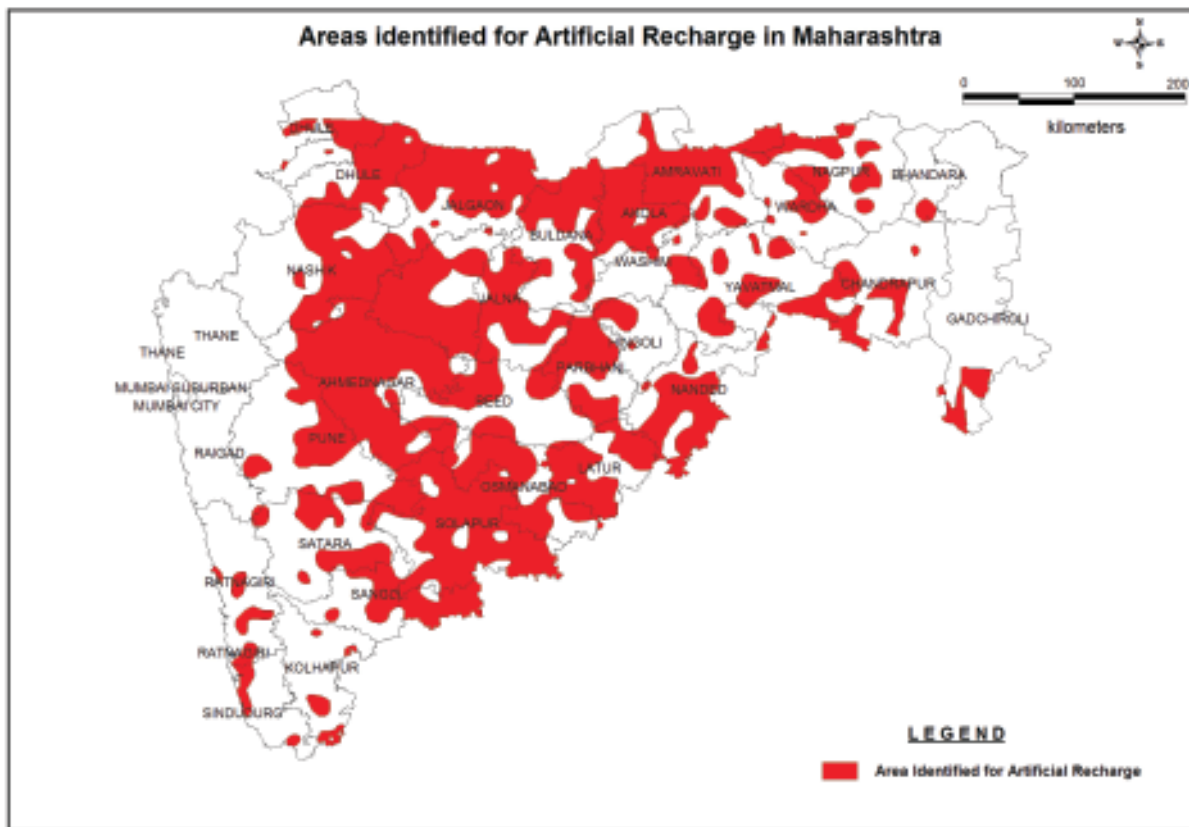 Areas identified for Artificial Recharge in Maharashtra
N
W E
S
0 100 200
kilometers
DHULE
AMRAVATI
NAGPUR
BHANDARA
JALGAON
WARDHA
AKOLA
BULDANA
WASHIM
NASHIK
YAVATMAL
CHANDRAPUR
JALNA
GADCHIROLI
THANE
HINGOLI
THANE
PARBHANI
AHMEDNAGAR
MUMBAI SUBURBAN
NANDED
BEED
MUMBAI CITY
PUNE
RAIGAD
LATUR
OSMANABAD
SOLAPUR
SATARA
RATNAGIRI
SANGLI
RATNAGIRI
KOLHAPUR
SINDUDURG
LEGEND
Area Identified for Artificial Recharge